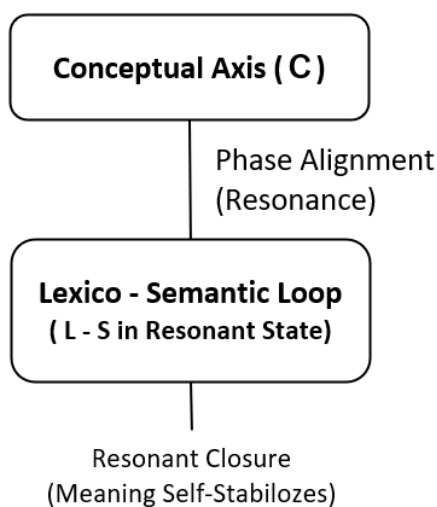 Conceptual Axis ( C )
Phase Alignment
(Resonance)
Lexico - Semantic Loop
( L - S in Resonant State)
Resonant Closure
(Meaning Self-Stabilozes)